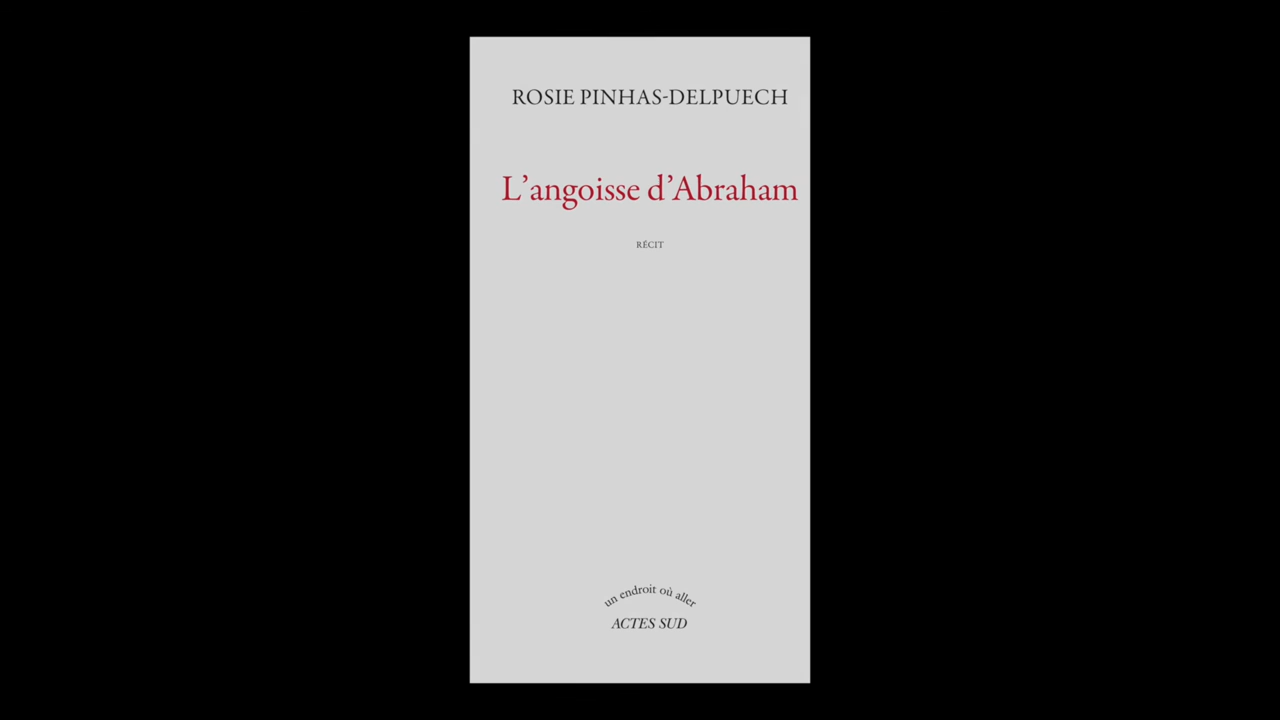 ROSIE PINHAS-DELPUECH
L’angoisse d’Abraham
RÉCIT
un endroit où aller
ACTES SUD